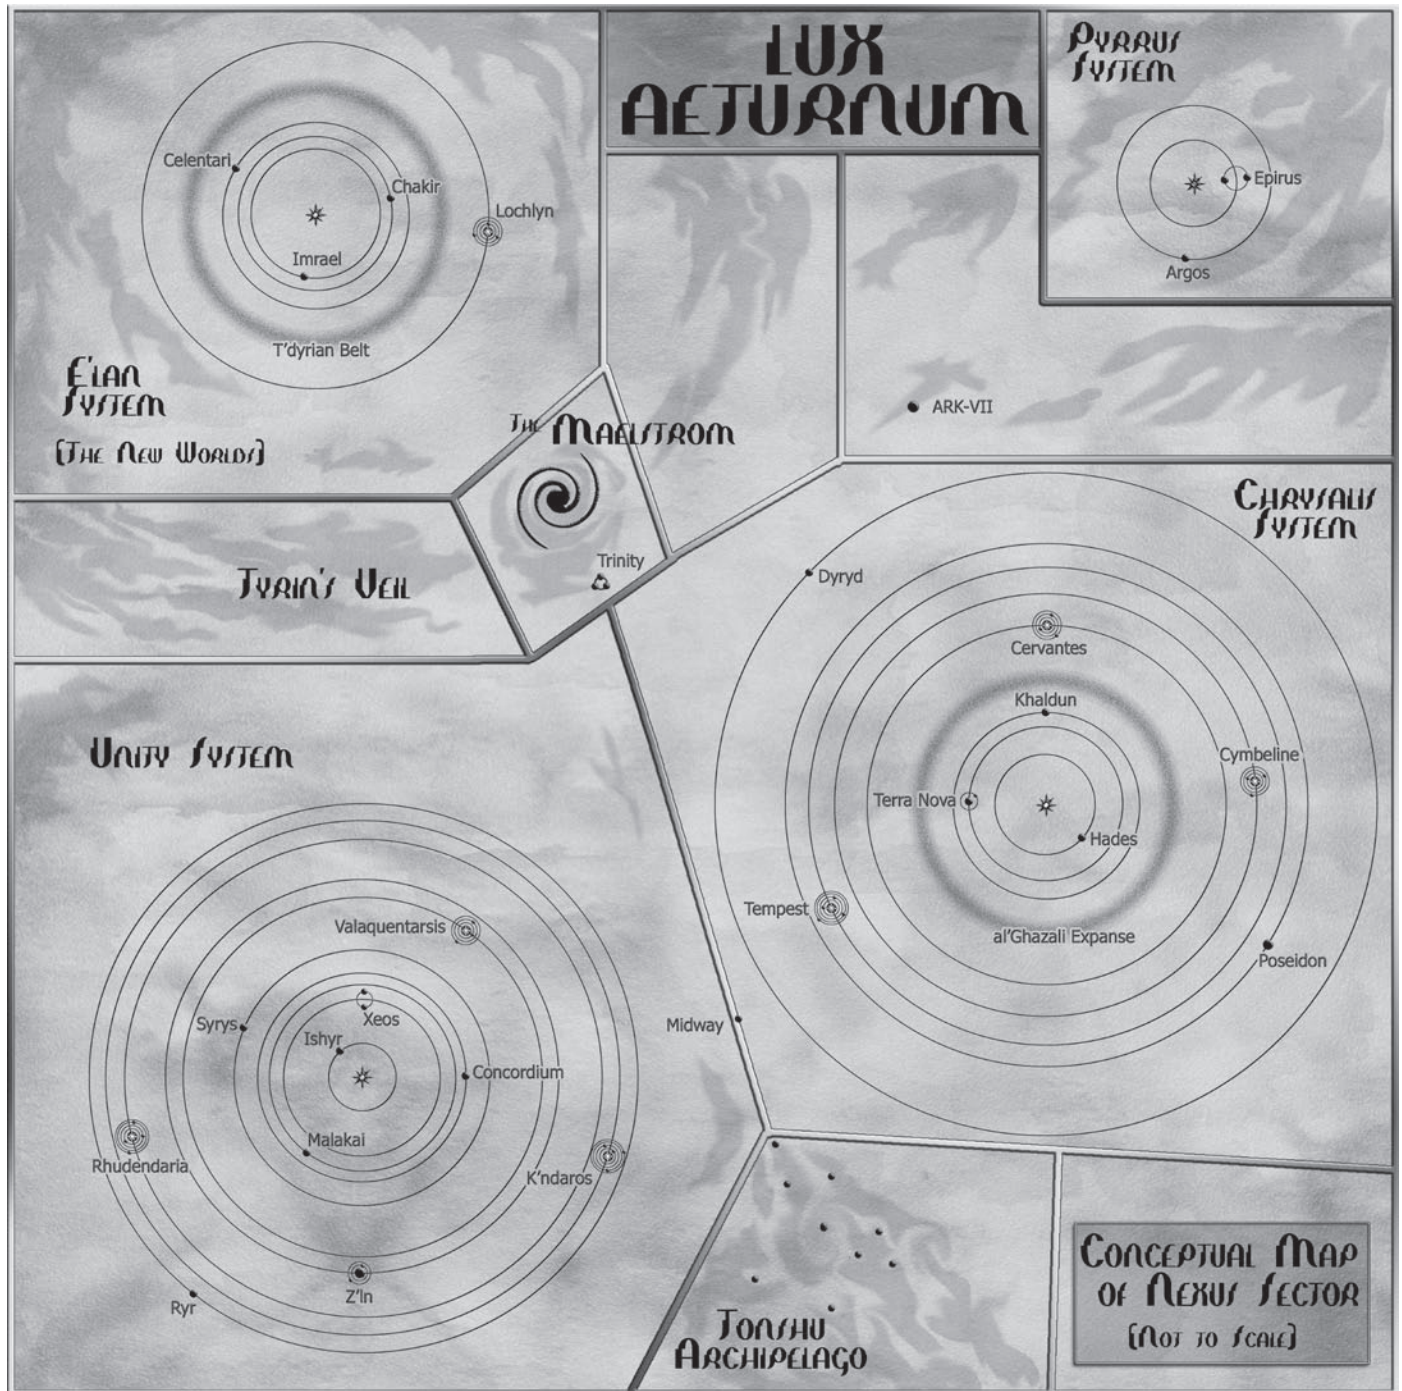 LUX
AETURNUM
PYRRUS
SYSTEM
Epirus
Argos
Celentari
Chakir
Lochlyn
Imrael
T'dyrian Belt
E'LAN
SYSTEM
(THE NEW WORLDS)
THE MAELSTROM
Trinity
ARK-VII
TYRIN'S VEIL
CHRYSALIS
SYSTEM
Dyryd
Cervantes
Khaldun
Cymbeline
Terra Nova
Hades
Tempest
al'Ghazali Expanse
Poseidon
UNITY SYSTEM
Valaquentarsis
Syrys
Xeos
Ishyr
Concordium
Malakai
Rhudendaria
K'ndaros
Z'ln
Ryr
Midway
TONSHU
ARCHIPELAGO
CONCEPTUAL MAP
OF NEXUS SECTOR
(NOT TO SCALE)